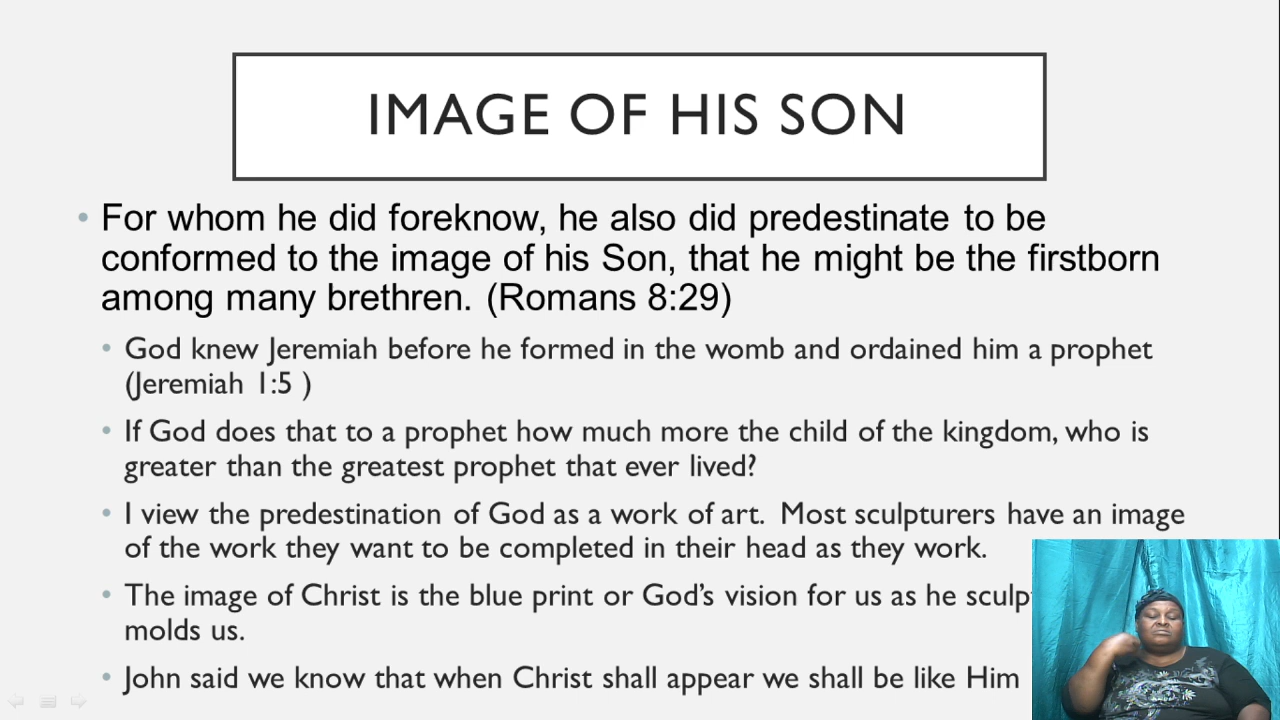 IMAGE OF HIS SON
• For whom he did foreknow, he also did predestinate to be
conformed to the image of his Son, that he might be the firstborn
among many brethren. (Romans 8:29)
• God knew Jeremiah before he formed in the womb and ordained him a prophet
(Jeremiah 1:5 )
• If God does that to a prophet how much more the child of the kingdom, who is
greater than the greatest prophet that ever lived?
• I view the predestination of God as a work of art.  Most sculpturers have an image
of the work they want to be completed in their head as they work.
• The image of Christ is the blue print or God’s vision for us as he sculp
molds us.
• John said we know that when Christ shall appear we shall be like Him